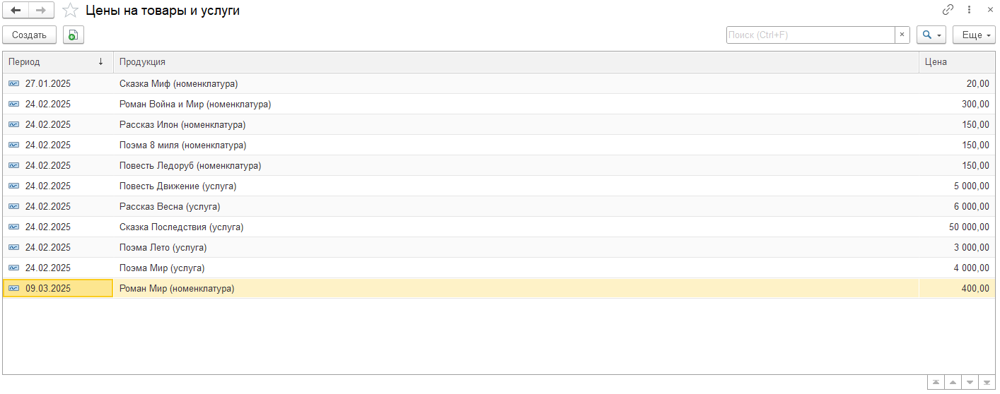 Цены на товары и услуги
Создать Поиск (Ctrl+F) × Еще
Период ↓ Продукция Цена
27.01.2025 Сказка Миф (номенклатура) 20,00
24.02.2025 Роман Война и Мир (номенклатура) 300,00
24.02.2025 Рассказ Илон (номенклатура) 150,00
24.02.2025 Поэма 8 миля (номенклатура) 150,00
24.02.2025 Повесть Ледоруб (номенклатура) 150,00
24.02.2025 Повесть Движение (услуга) 5 000,00
24.02.2025 Рассказ Весна (услуга) 6 000,00
24.02.2025 Сказка Последствия (услуга) 50 000,00
24.02.2025 Поэма Лето (услуга) 3 000,00
24.02.2025 Поэма Мир (услуга) 4 000,00
09.03.2025 Роман Мир (номенклатура) 400,00